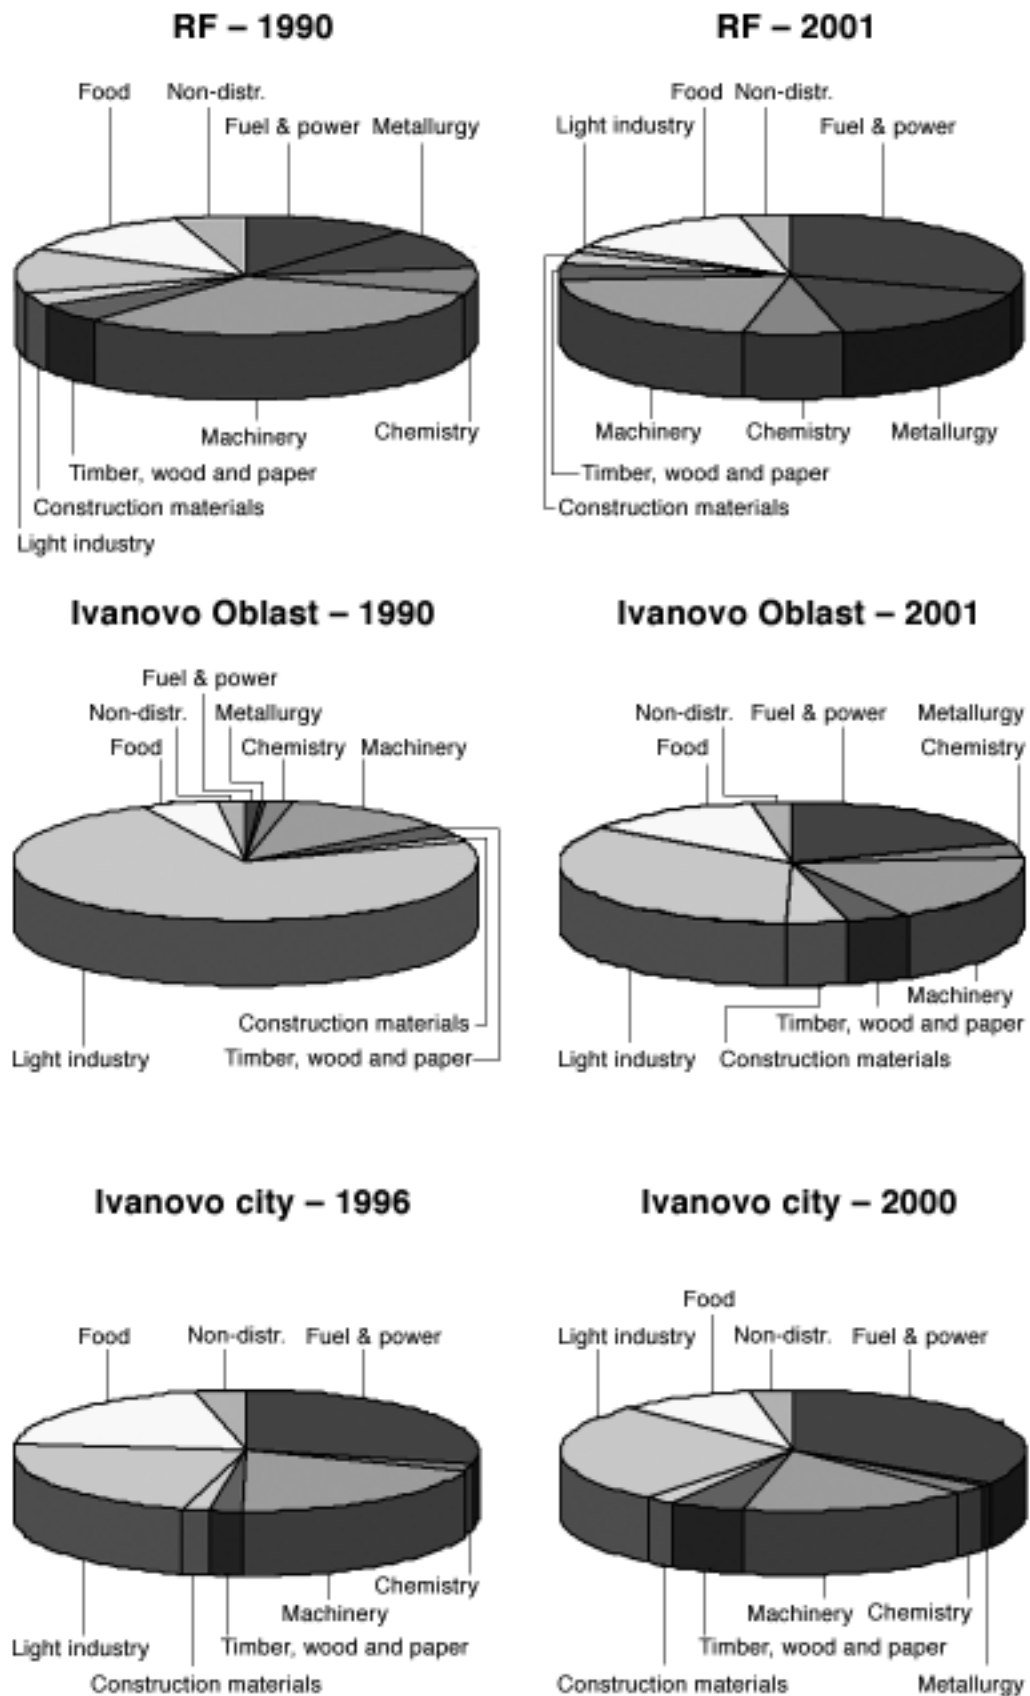 RF – 1990
RF – 2001
Food Non-distr.
Fuel & power Metallurgy
Food Non-distr.
Light industry Fuel & power
Machinery Chemistry
Timber, wood and paper
Construction materials
Light industry
Machinery Chemistry Metallurgy
Timber, wood and paper
Construction materials
Ivanovo Oblast – 1990
Ivanovo Oblast – 2001
Fuel & power
Non-distr. Metallurgy
Food Chemistry Machinery
Non-distr. Fuel & power Metallurgy
Food Chemistry
Construction materials
Light industry Timber, wood and paper
Machinery
Timber, wood and paper
Light industry Construction materials
Ivanovo city – 1996
Ivanovo city – 2000
Food Non-distr. Fuel & power
Food
Light industry Non-distr. Fuel & power
Chemistry
Machinery
Light industry Timber, wood and paper
Construction materials
Machinery Chemistry
Timber, wood and paper
Construction materials Metallurgy